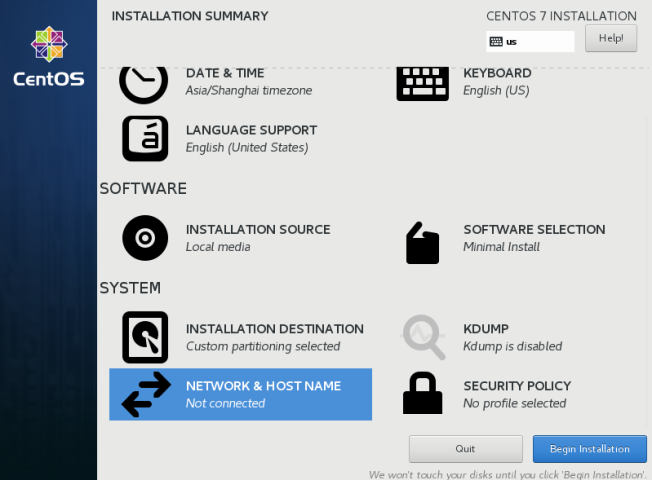 INSTALLATION SUMMARY
CENTOS 7 INSTALLATION
us
Help!
CentOS
DATE & TIME
Asia/Shanghai timezone
KEYBOARD
English (US)
á
LANGUAGE SUPPORT
English (United States)
SOFTWARE
INSTALLATION SOURCE
Local media
SOFTWARE SELECTION
Minimal Install
SYSTEM
INSTALLATION DESTINATION
Custom partitioning selected
KDUMP
Kdump is disabled
NETWORK & HOST NAME
Not connected
SECURITY POLICY
No profile selected
Quit
Begin Installation
We won't touch your disks until you click 'Begin Installation'.